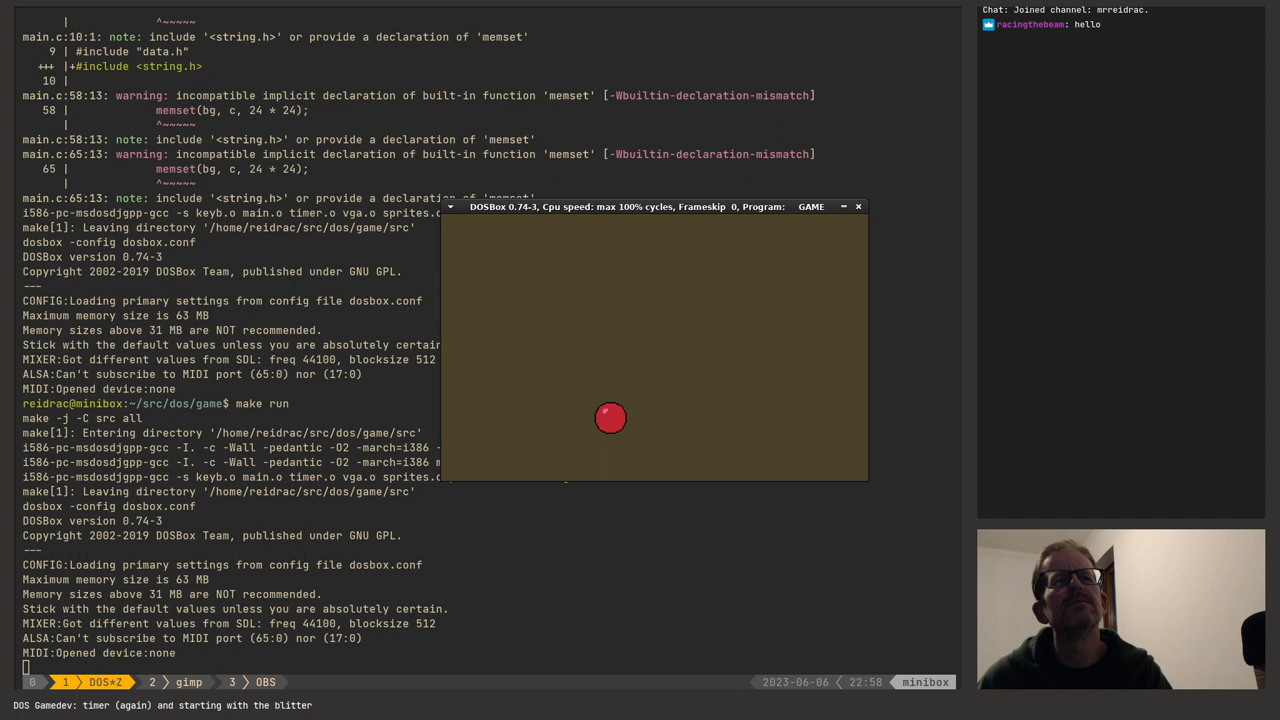 |             ^~~~~~
main.c:10:1: note: include '<string.h>' or provide a declaration of 'memset'
9 | #include "data.h"
+++ |+#include <string.h>
10 |
main.c:58:13: warning: incompatible implicit declaration of built-in function 'memset' [-Wbuiltin-declaration-mismatch]
58 |             memset(bg, c, 24 * 24);
|             ^~~~~~
main.c:58:13: note: include '<string.h>' or provide a declaration of 'memset'
main.c:65:13: warning: incompatible implicit declaration of built-in function 'memset' [-Wbuiltin-declaration-mismatch]
65 |             memset(bg, c, 24 * 24);
|             ^~~~~~
main.c:65:13: note: include '<string.h>' or provide a declaration of 'memset'
i586-pc-msdosdjgpp-gcc -s keyb.o main.o timer.o vga.o sprites.o
make[1]: Leaving directory '/home/reidrac/src/dos/game/src'
dosbox -config dosbox.conf
DOSBox version 0.74-3
Copyright 2002-2019 DOSBox Team, published under GNU GPL.
---
CONFIG:Loading primary settings from config file dosbox.conf
Maximum memory size is 63 MB
Memory sizes above 31 MB are NOT recommended.
Stick with the default values unless you are absolutely certain
MIXER:Got different values from SDL: freq 44100, blocksize 512
ALSA:Can't subscribe to MIDI port (65:0) nor (17:0)
MIDI:Opened device:none
reidrac@minibox:~/src/dos/game$ make run
make -j -C src all
make[1]: Entering directory '/home/reidrac/src/dos/game/src'
i586-pc-msdosdjgpp-gcc -I. -c -Wall -pedantic -O2 -march=i386 -
i586-pc-msdosdjgpp-gcc -I. -c -Wall -pedantic -O2 -march=i386 m
i586-pc-msdosdjgpp-gcc -s keyb.o main.o timer.o vga.o sprites.o
make[1]: Leaving directory '/home/reidrac/src/dos/game/src'
dosbox -config dosbox.conf
DOSBox version 0.74-3
Copyright 2002-2019 DOSBox Team, published under GNU GPL.
---
CONFIG:Loading primary settings from config file dosbox.conf
Maximum memory size is 63 MB
Memory sizes above 31 MB are NOT recommended.
Stick with the default values unless you are absolutely certain.
MIXER:Got different values from SDL: freq 44100, blocksize 512
ALSA:Can't subscribe to MIDI port (65:0) nor (17:0)
MIDI:Opened device:none
0 1 DOS*Z 2 gimp 3 OBS 2023-06-06 22:58 minibox
DOS Gamedev: timer (again) and starting with the blitter
DOSBox 0.74-3, Cpu speed: max 100% cycles, Frameskip 0, Program: GAME
Chat: Joined channel: mrreidrac.
racingthebeam: hello